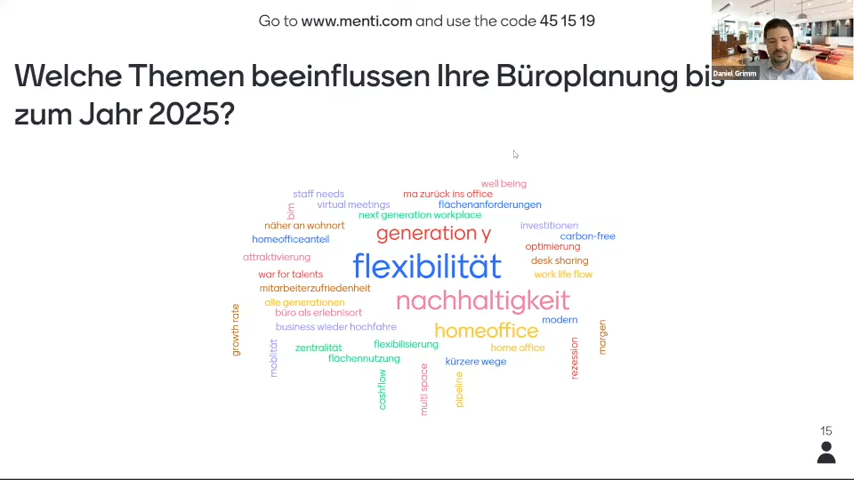 Go to www.menti.com and use the code 45 15 19
Daniel Grimm
Welche Themen beeinflussen Ihre Büroplanung bis
zum Jahr 2025?
well being
staff needs
ma zurück ins office
virtual meetings
flächenanforderungen
bim
next generation workplace
näher an wohnort
investitionen
generation y
carbon-free
homeofficeanteil
optimierung
attraktivierung
flexibilität
desk sharing
war for talents
work life flow
mitarbeiterzufriedenheit
nachhaltigkeit
alle generationen
büro als erlebnisort
modern
business wieder hochfahre
homeoffice
growth rate
margen
moblität
zentralität
flexibilisierung
home office
rezession
flächennutzung
kürzere wege
cashflow
multi space
pipeline
15